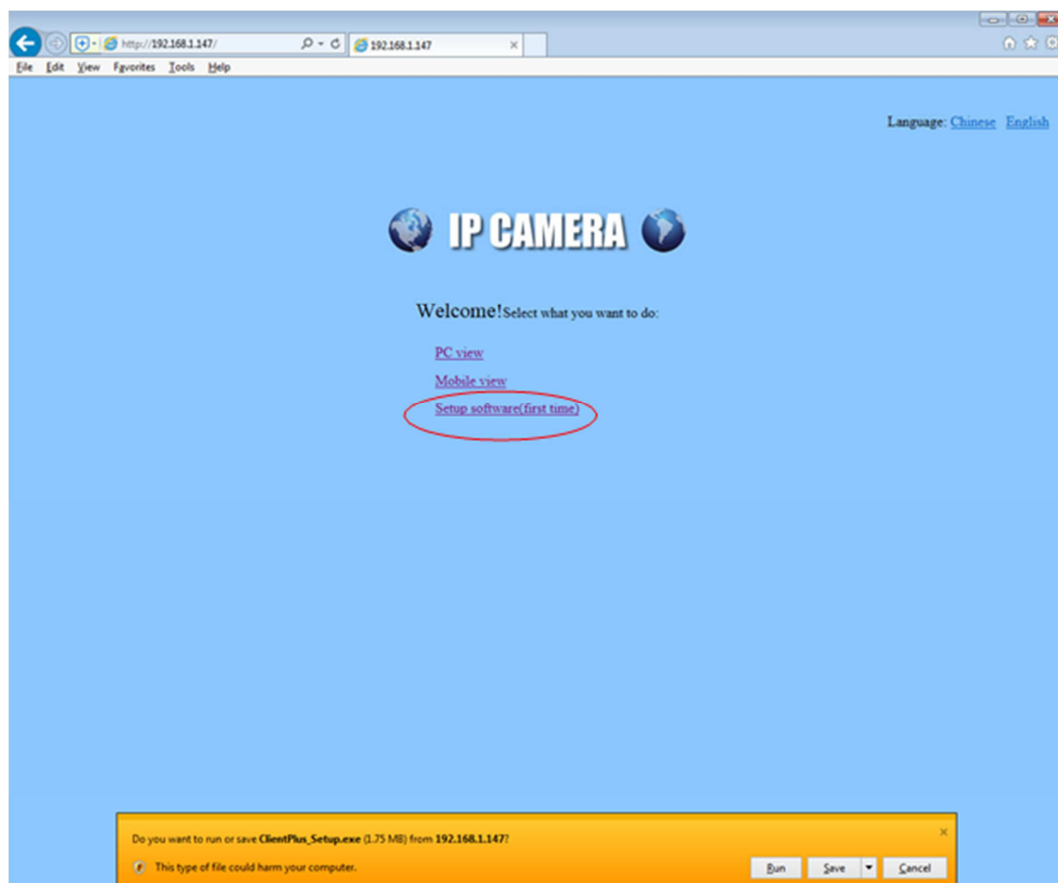 http://192.168.1.147/
192.168.1.147
File Edit View Favorites Tools Help
Language: Chinese English
IP CAMERA
Welcome!Select what you want to do:
PC view
Mobile view
Setup software(first time)
Do you want to run or save ClientPlus_Setup.exe (1.75 MB) from 192.168.1.147?
This type of file could harm your computer.
Run Save Cancel